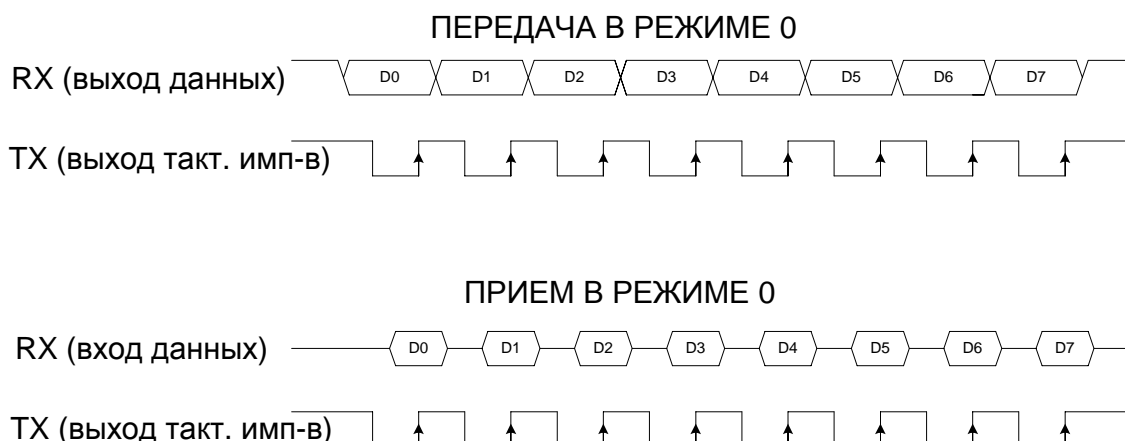 ПЕРЕДАЧА В РЕЖИМЕ 0
RX (выход данных) D0 D1 D2 D3 D4 D5 D6 D7
TX (выход такт. имп-в)
ПРИЕМ В РЕЖИМЕ 0
RX (вход данных) D0 D1 D2 D3 D4 D5 D6 D7
TX (выход такт. имп-в)